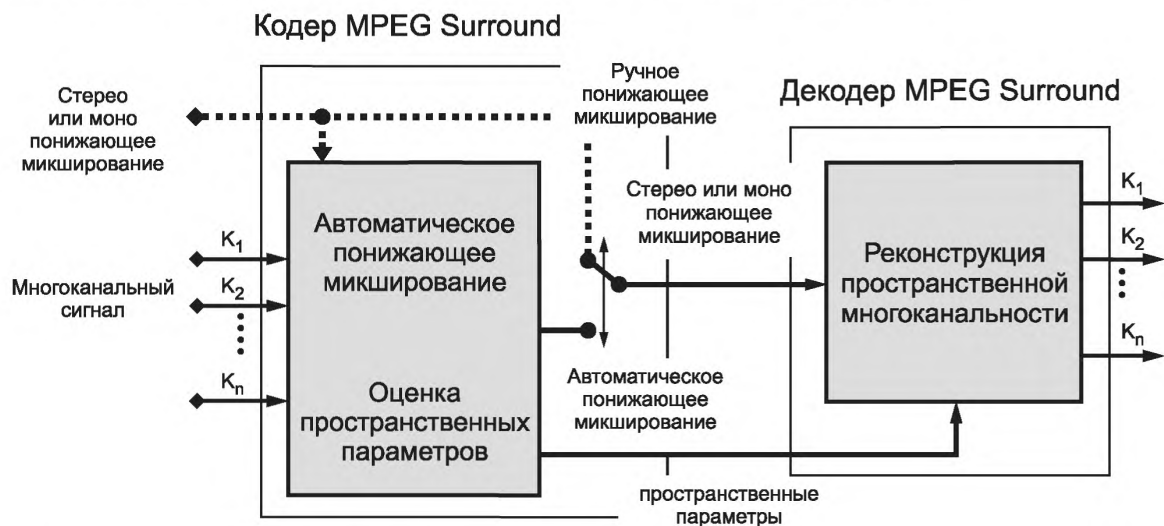 Кодер MPEG Surround
Стерео
или моно
понижающее
микширование
Ручное
понижающее
микширование
Декодер MPEG Surround
Стерео или моно
понижающее
микширование
Автоматическое
понижающее
микширование
Оценка
пространственных
параметров
Многоканальный
сигнал
K1
K2
Kn
Автоматическое
понижающее
микширование
пространственные
параметры
Реконструкция
пространственной
многоканальности
K1
K2
Kn